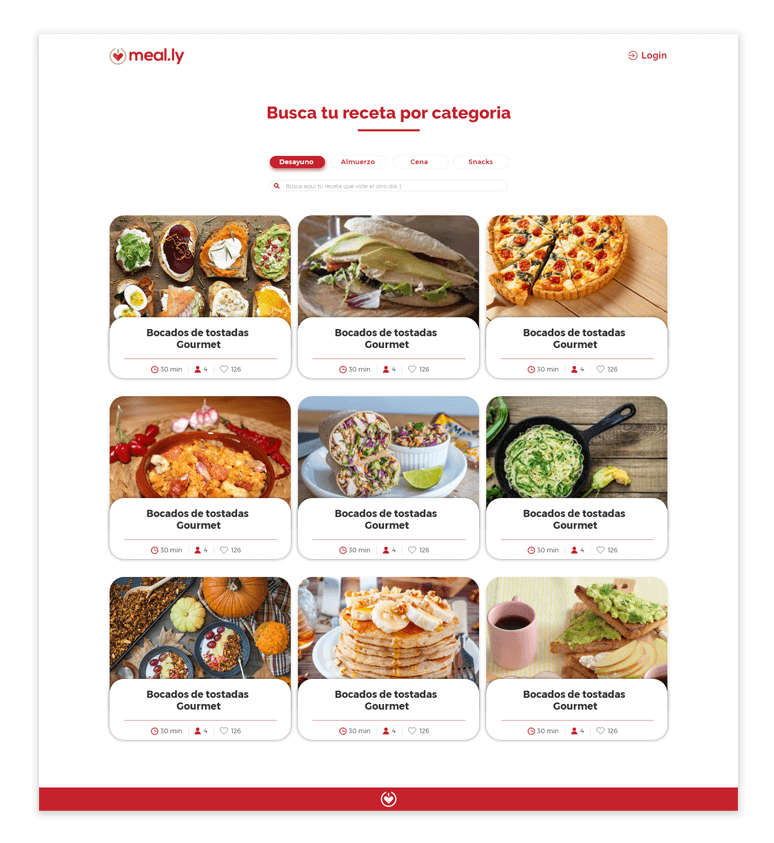 meal.ly
Login
Busca tu receta por categoria
Desayuno Almuerzo Cena Snacks
Busca aquí tu receta que viste el otro día :)
Bocados de tostadas
Gourmet
30 min 4 126
Bocados de tostadas
Gourmet
30 min 4 126
Bocados de tostadas
Gourmet
30 min 4 126
Bocados de tostadas
Gourmet
30 min 4 126
Bocados de tostadas
Gourmet
30 min 4 126
Bocados de tostadas
Gourmet
30 min 4 126
Bocados de tostadas
Gourmet
30 min 4 126
Bocados de tostadas
Gourmet
30 min 4 126
Bocados de tostadas
Gourmet
30 min 4 126